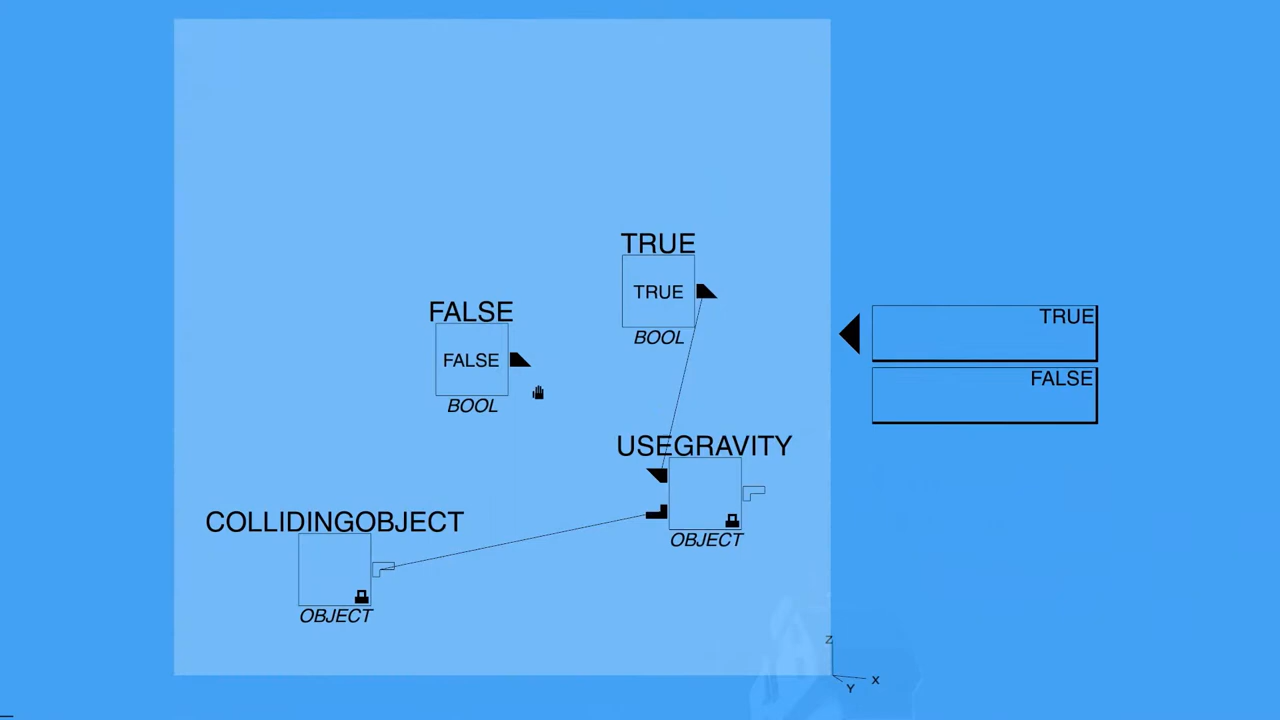 TRUE
TRUE
BOOL
FALSE
FALSE
BOOL
TRUE
FALSE
USEGRAVITY
OBJECT
COLLIDINGOBJECT
OBJECT
Z
Y
X